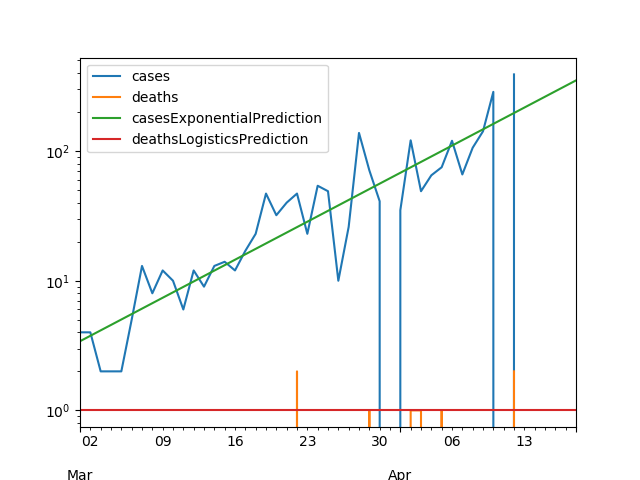 cases
deaths
casesExponentialPrediction
deathsLogisticsPrediction
10²
10¹
10⁰
02 09 16 23 30 06 13
Mar Apr